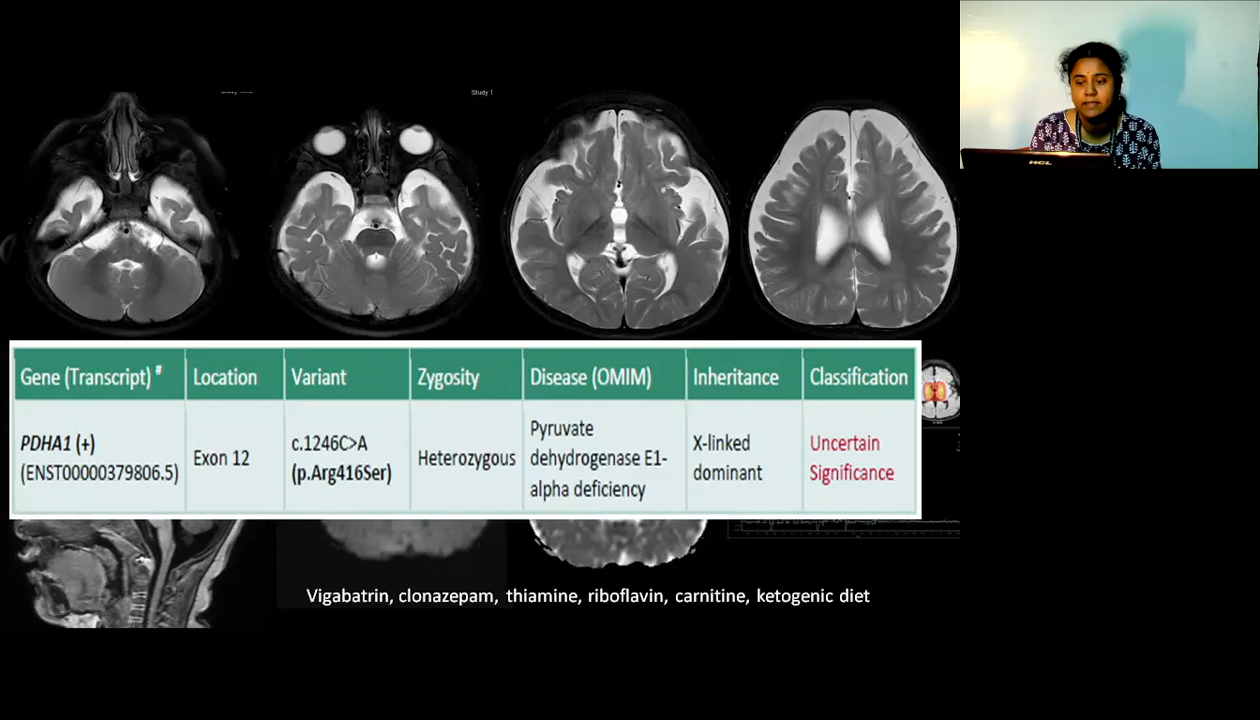 Study 1
Gene (Transcript) # Location Variant Zygosity Disease (OMIM) Inheritance Classification
PDHA1 (+)
(ENST00000379806.5)
Exon 12
c.1246C>A
(p.Arg416Ser)
Heterozygous
Pyruvate
dehydrogenase E1-
alpha deficiency
X-linked
dominant
Uncertain
Significance
Vigabatrin, clonazepam, thiamine, riboflavin, carnitine, ketogenic diet
HCL